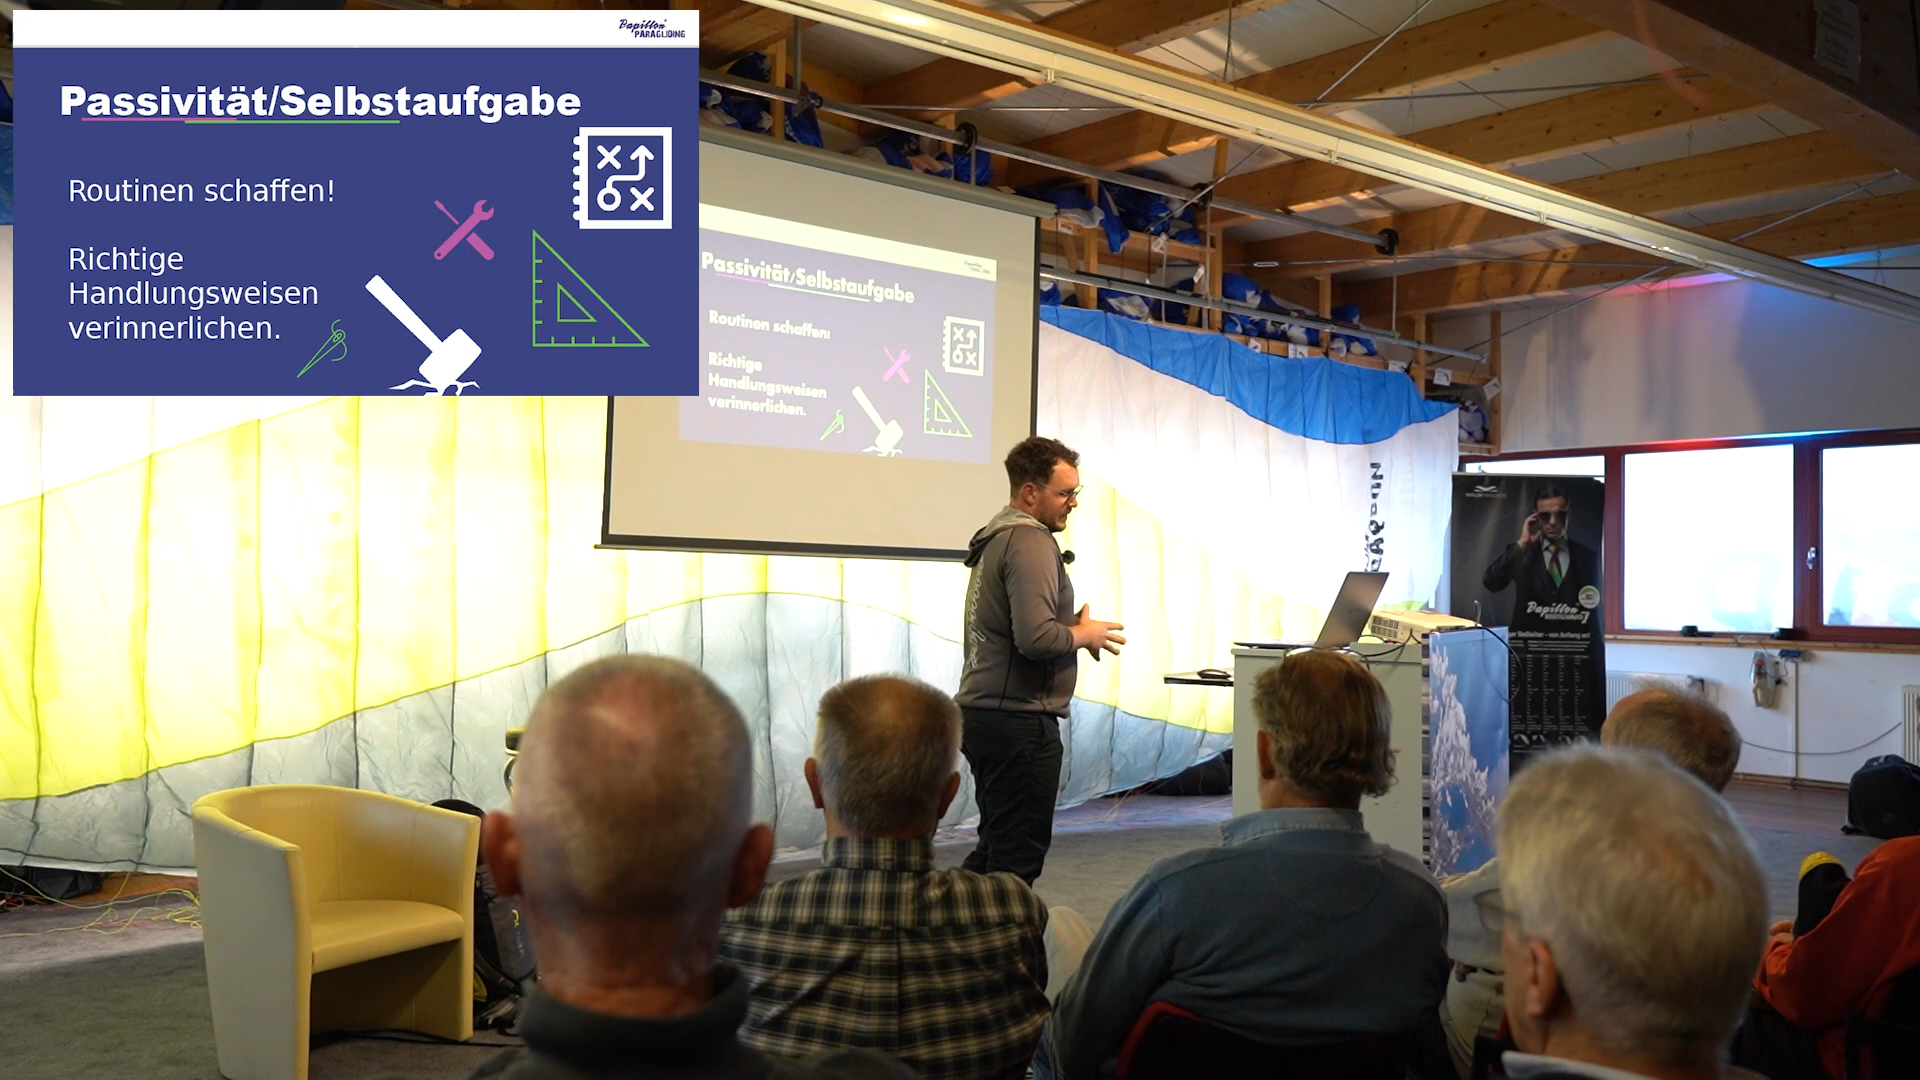 Papillon
PARAGLIDING
Passivität/Selbstaufgabe
Routinen schaffen!
Richtige
Handlungsweisen
verinnerlichen.
Passivität/Selbstaufgabe
Routinen schaffen!
Richtige
Handlungsweisen
verinnerlichen.
Papillon